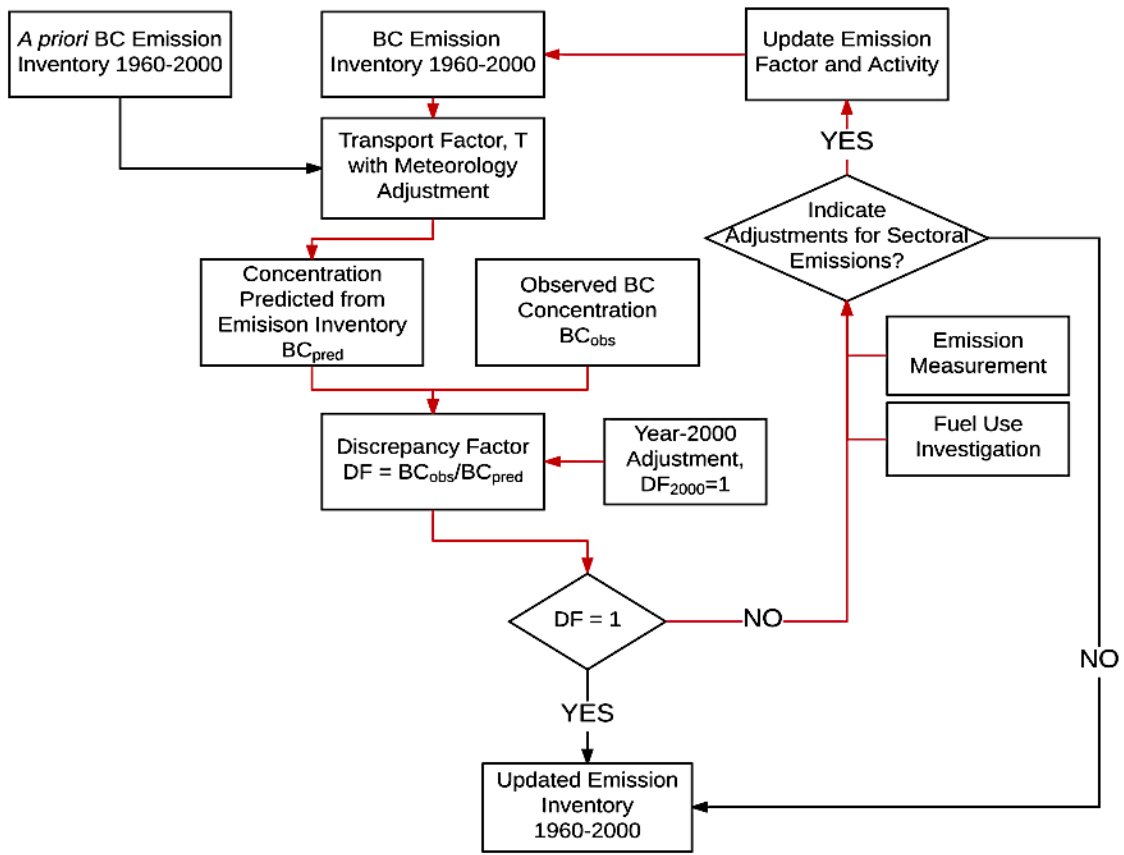 A priori BC Emission
Inventory 1960-2000
BC Emission
Inventory 1960-2000
Update Emission
Factor and Activity
Transport Factor, T
with Meteorology
Adjustment
YES
Indicate
Adjustments for Sectoral
Emissions?
Concentration
Predicted from
Emisison Inventory
BCpred
Observed BC
Concentration
BCobs
Emission
Measurement
Fuel Use
Investigation
Discrepancy Factor
DF = BCobs/BCpred
Year-2000
Adjustment,
DF2000=1
DF = 1
NO
NO
YES
Updated Emission
Inventory
1960-2000